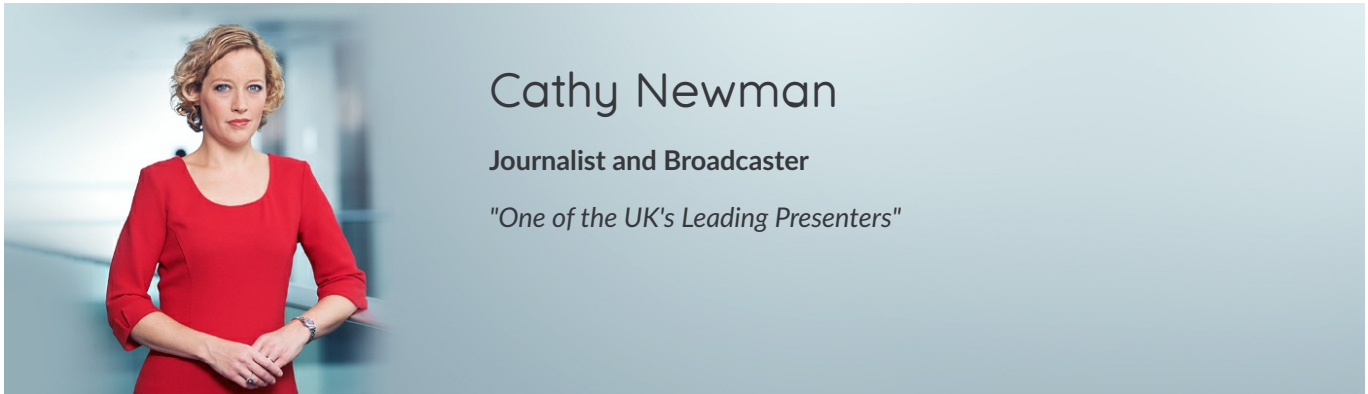 Cathy Newman
Journalist and Broadcaster
"One of the UK's Leading Presenters"